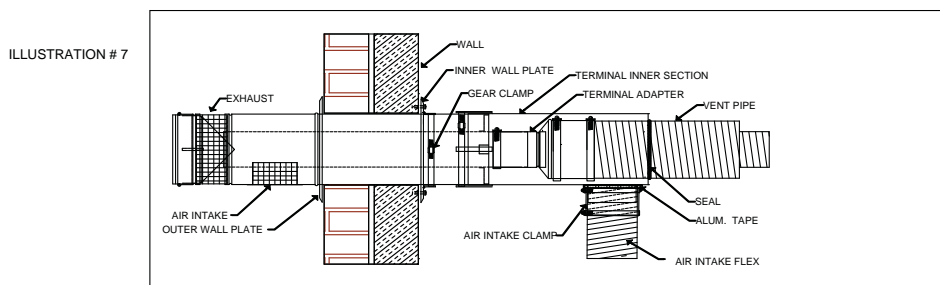 ILLUSTRATION # 7
WALL
INNER WALL PLATE
TERMINAL INNER SECTION
GEAR CLAMP
TERMINAL ADAPTER
EXHAUST
VENT PIPE
SEAL
AIR INTAKE
ALUM. TAPE
OUTER WALL PLATE
AIR INTAKE CLAMP
AIR INTAKE FLEX